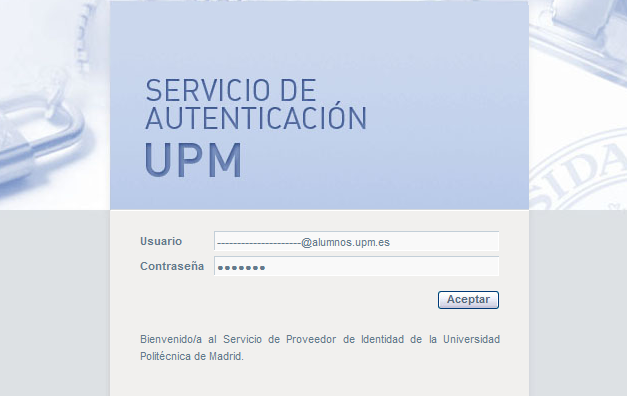 SERVICIO DE
AUTENTICACIÓN
UPM
SIDA
Usuario ---------------------@alumnos.upm.es
Contraseña •••••••
Aceptar
Bienvenido/a al Servicio de Proveedor de Identidad de la Universidad
Politécnica de Madrid.